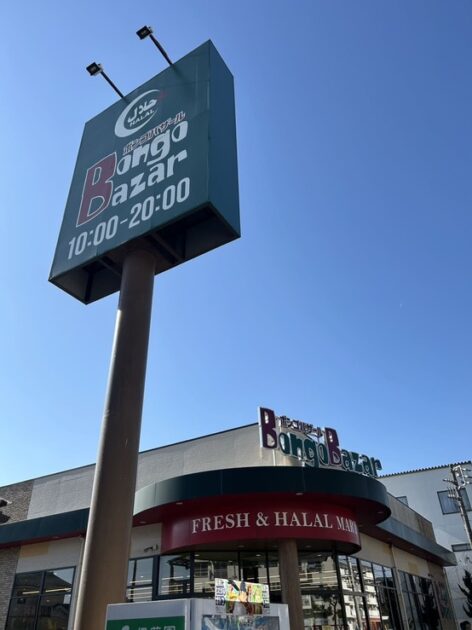 حلال
HALAL
ボンゴバザール
Bongo
Bazar
10:00-20:00
ボンゴバザール
BongoBazar
FRESH & HALAL MAR